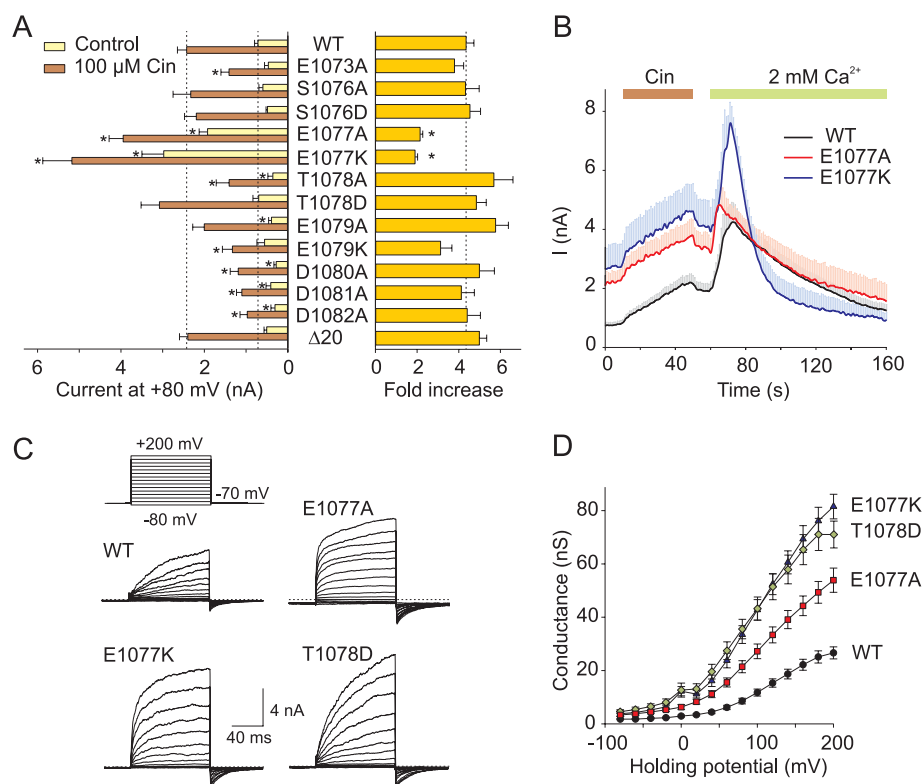 A
Control
100 µM Cin
WT
E1073A
S1076A
S1076D
E1077A
E1077K
T1078A
T1078D
E1079A
E1079K
D1080A
D1081A
D1082A
Δ20
* * * * * * * * * * * * * *
* *
6 4 2 0
Current at +80 mV (nA)
0 2 4 6
Fold increase
B
Cin
2 mM Ca²⁺
WT
E1077A
E1077K
8
6
4
2
0
I (nA)
0 40 80 120 160
Time (s)
C
+200 mV
-70 mV
-80 mV
WT
E1077A
E1077K
T1078D
4 nA
40 ms
D
80
60
40
20
0
Conductance (nS)
E1077K
T1078D
E1077A
WT
-100 0 100 200
Holding potential (mV)